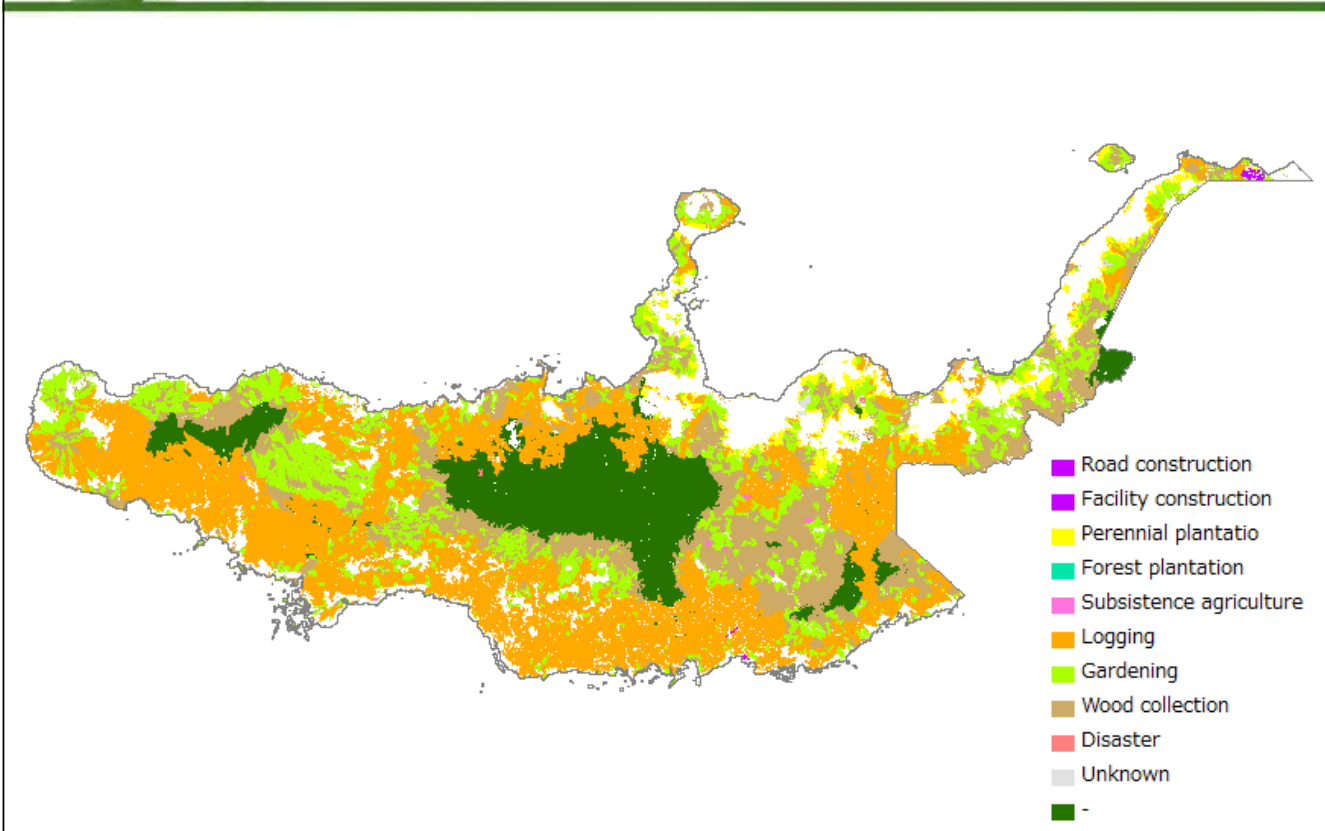 Road construction
Facility construction
Perennial plantatio
Forest plantation
Subsistence agriculture
Logging
Gardening
Wood collection
Disaster
Unknown
-